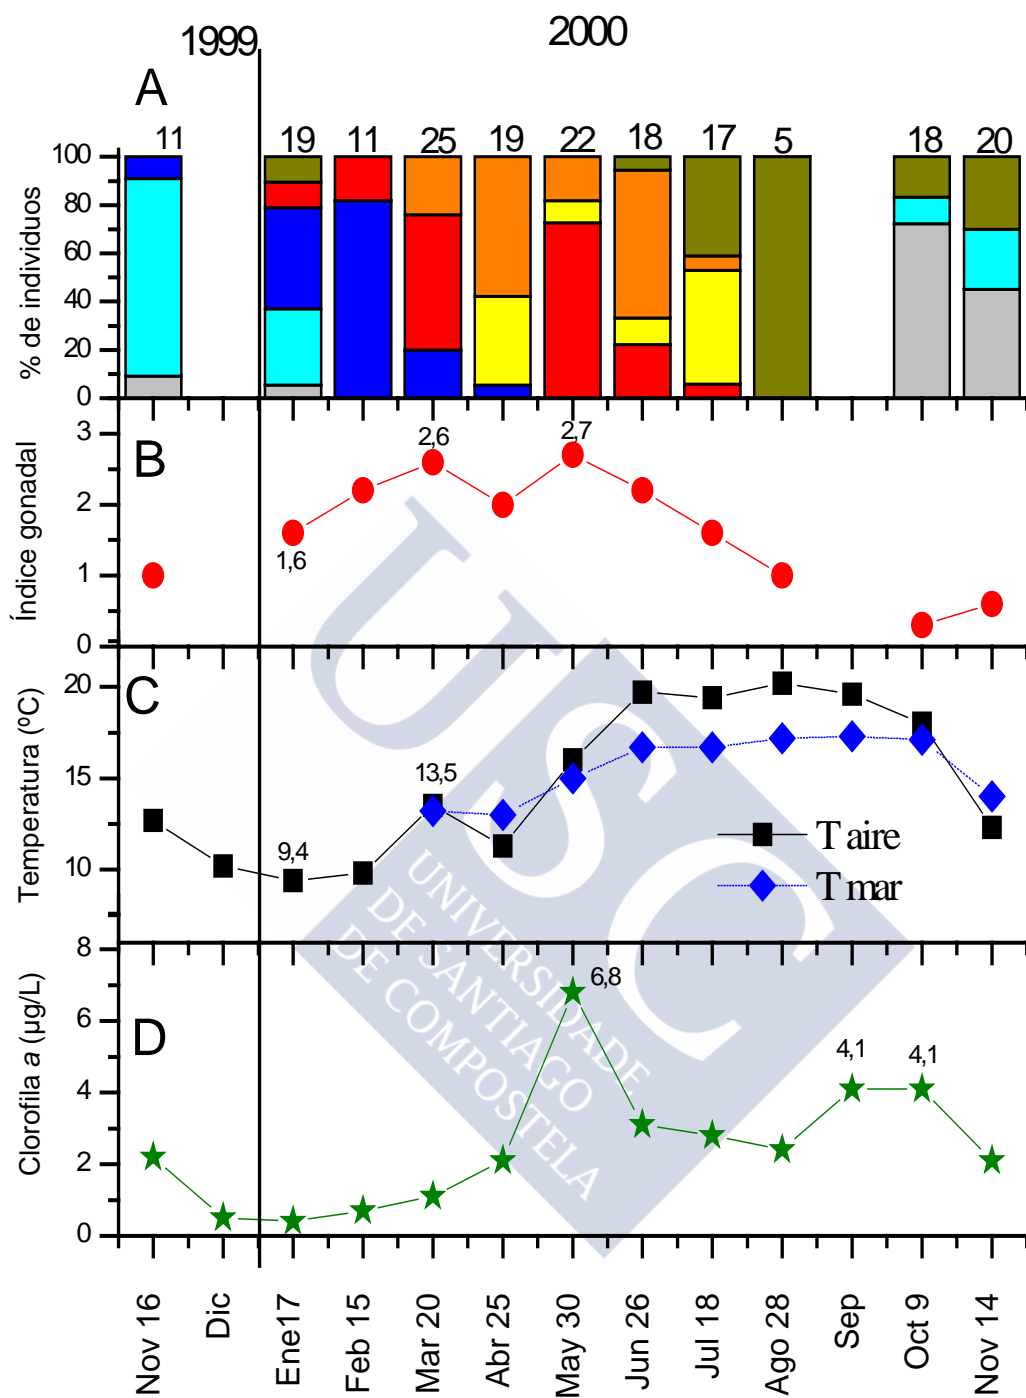 1999
2000
A
11
19
11
25
19
22
18
17
5
18
20
% de individuos
100
80
60
40
20
0
B
Índice gonadal
3
2
1
0
1,6
2,6
2,7
C
Temperatura (ºC)
20
15
10
9,4
13,5
T aire
T mar
D
Clorofila a (µg/L)
8
6
4
2
0
6,8
4,1
4,1
Nov 16
Dic
Ene17
Feb 15
Mar 20
Abr 25
May 30
Jun 26
Jul 18
Ago 28
Sep
Oct 9
Nov 14
USC
UNIVERSIDADE
DE SANTIAGO
DE COMPOSTELA